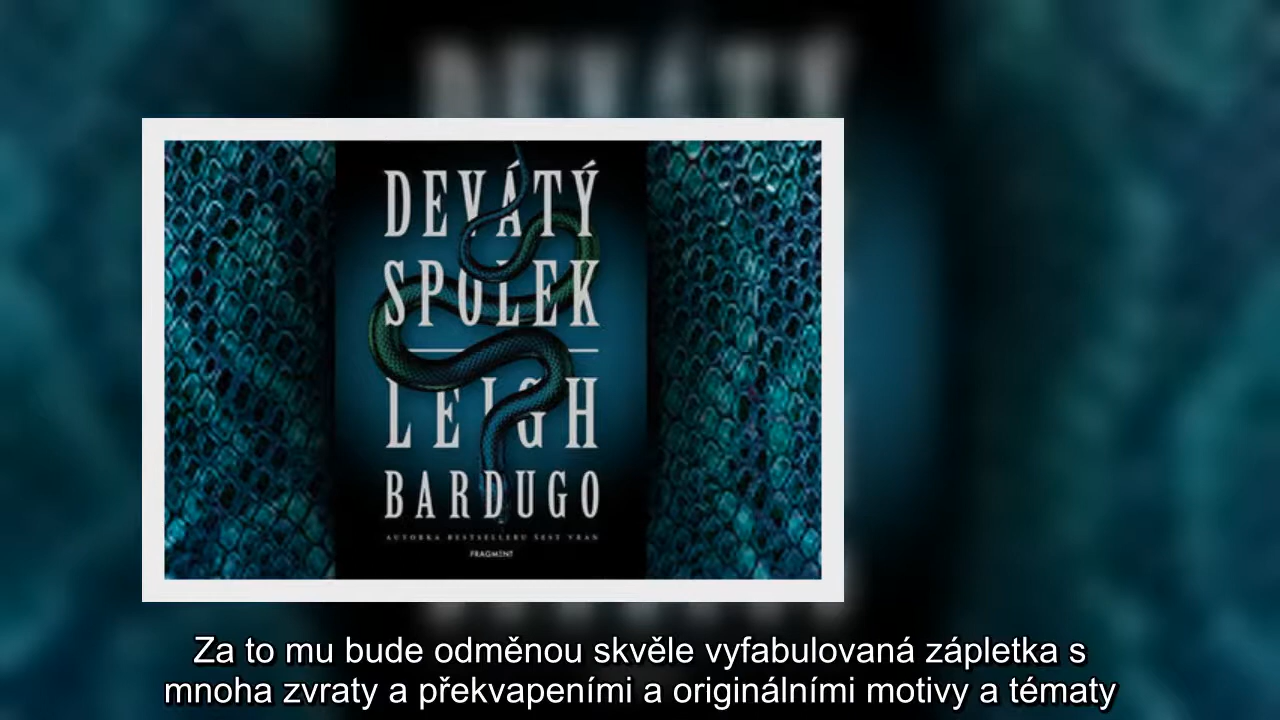 DEVÁTÝ
SPOLEK
LEIGH
BARDUGO
AUTORKA BESTSELLERU ŠEST VRAN
FRAGMENT
Za to mu bude odměnou skvěle vyfabulovaná zápletka s
mnoha zvraty a překvapeními a originálními motivy a tématy